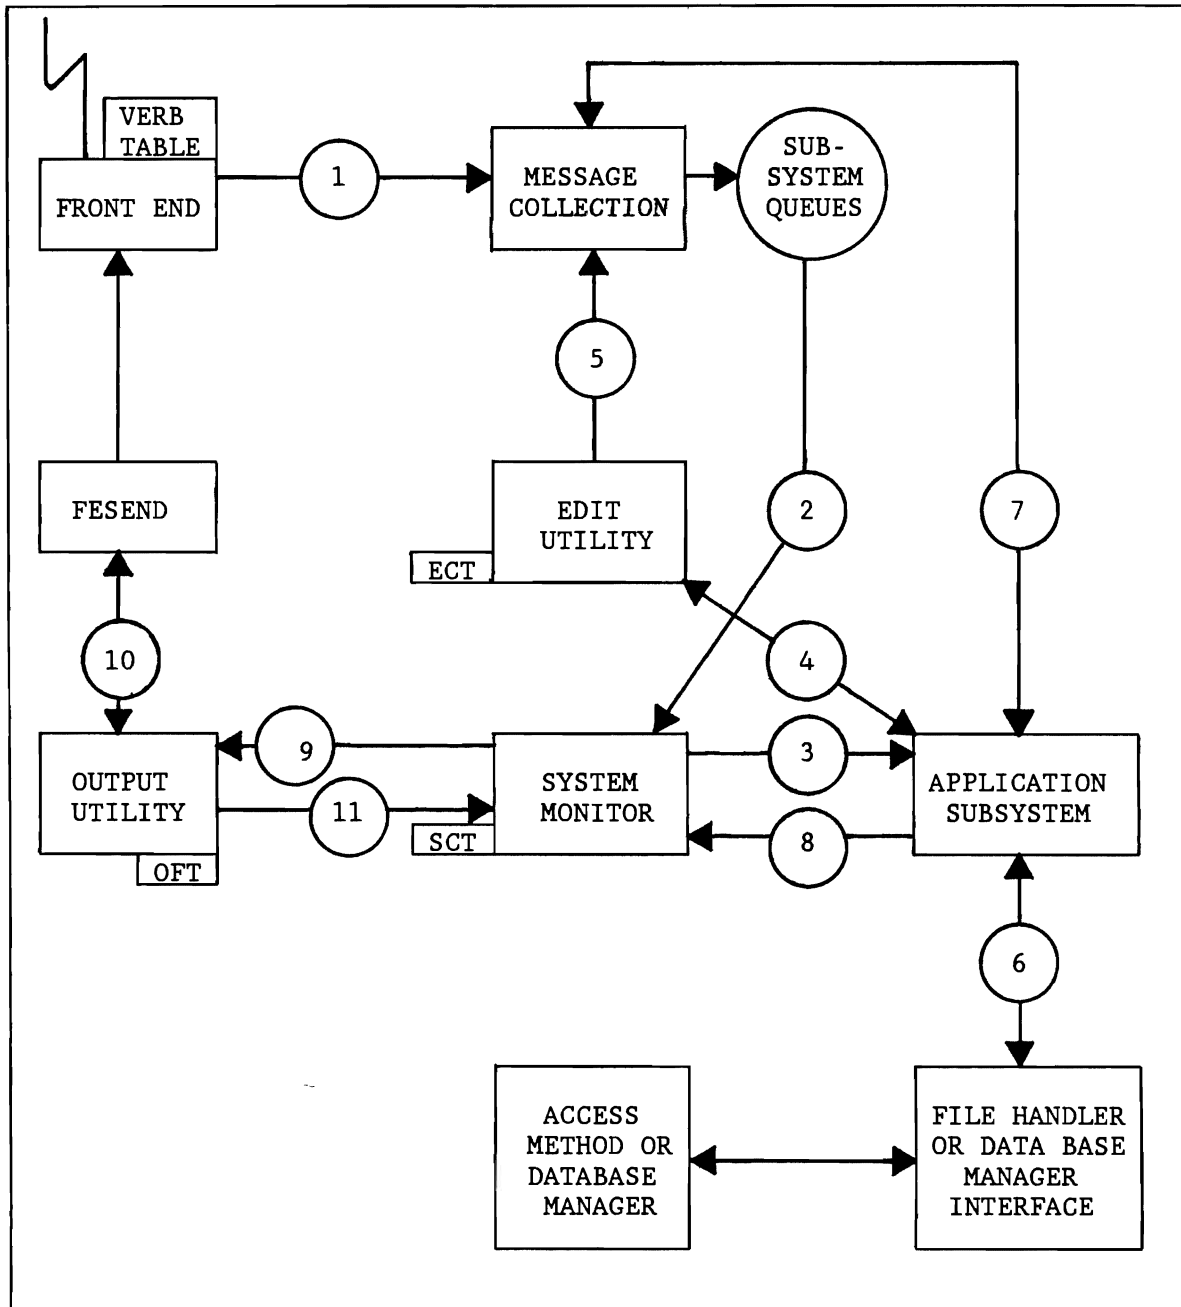 VERB
TABLE
FRONT END
1
MESSAGE
COLLECTION
SUB-
SYSTEM
QUEUES
5
FESEND
EDIT
UTILITY
ECT
2
7
10
4
OUTPUT
UTILITY
OFT
9
11
SYSTEM
MONITOR
SCT
3
8
APPLICATION
SUBSYSTEM
6
ACCESS
METHOD OR
DATABASE
MANAGER
FILE HANDLER
OR DATA BASE
MANAGER
INTERFACE